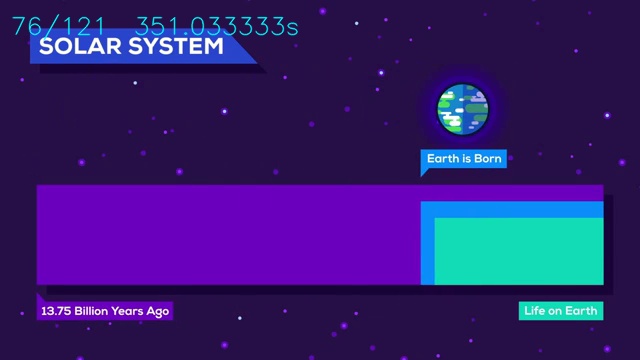 76/121 351.033333s
SOLAR SYSTEM
Earth is Born
13.75 Billion Years Ago
Life on Earth